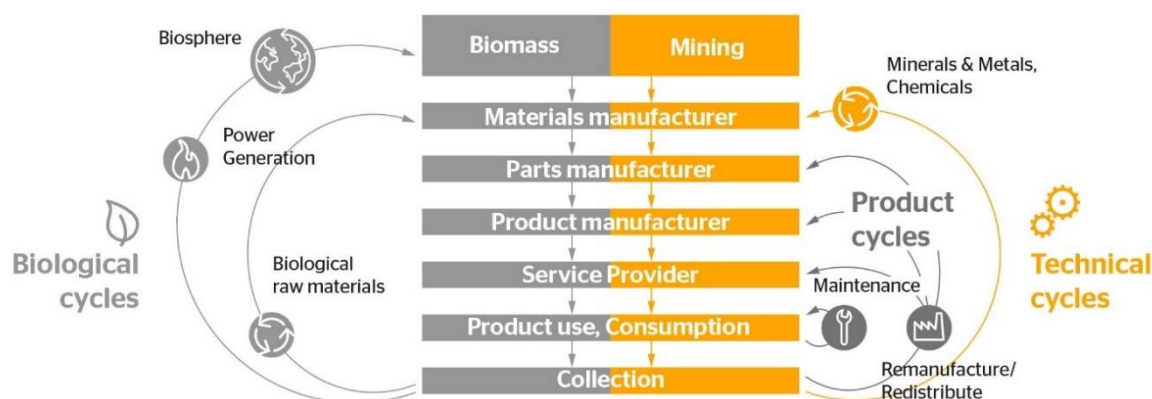 Biosphere
Biomass
Mining
Minerals & Metals,
Chemicals
Materials manufacturer
Power
Generation
Parts manufacturer
Product
cycles
Product manufacturer
Biological
cycles
Technical
cycles
Biological
raw materials
Service Provider
Maintenance
Product use, Consumption
Remanufacture/
Redistribute
Collection